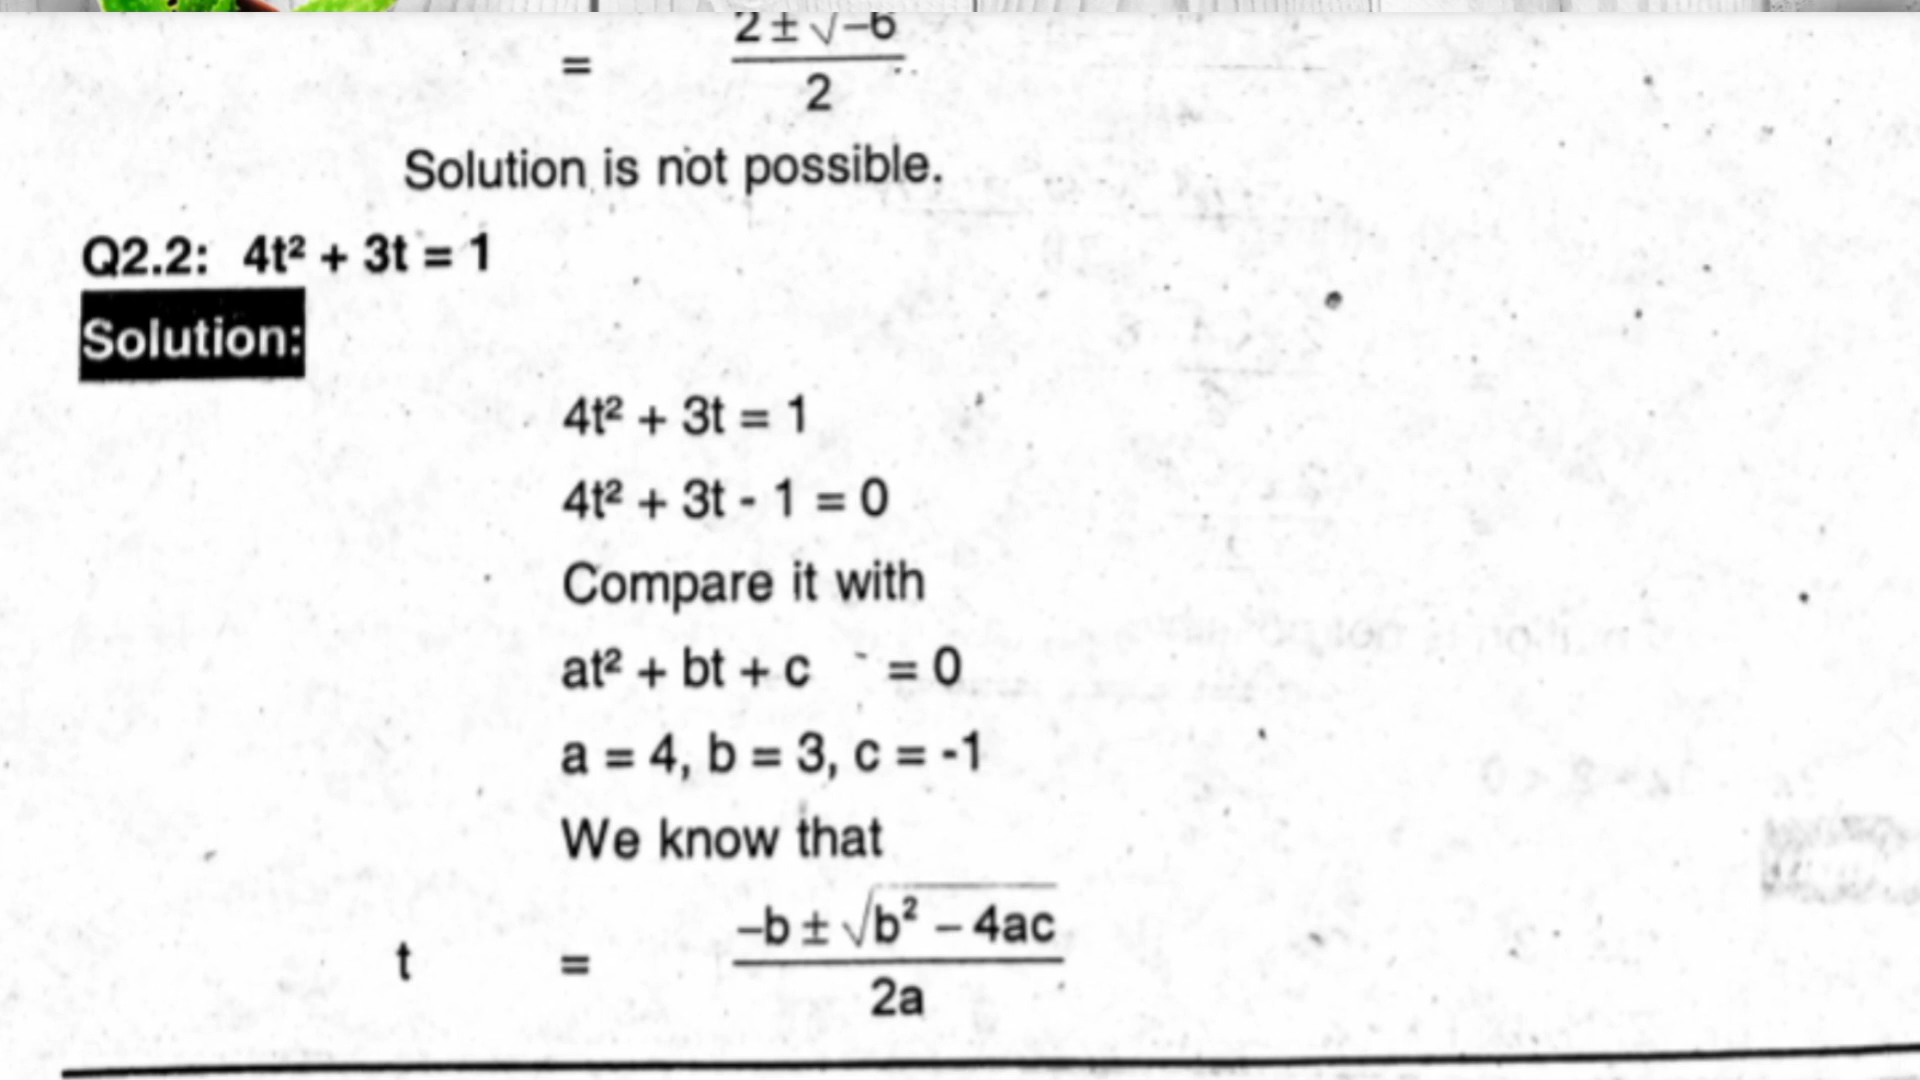 2 ± √–6
=
2
Solution is not possible.
Q2.2: 4t² + 3t = 1
Solution:
4t² + 3t = 1
4t² + 3t - 1 = 0
Compare it with
at² + bt + c = 0
a = 4, b = 3, c = -1
We know that
–b ± √b² – 4ac
t =
2a